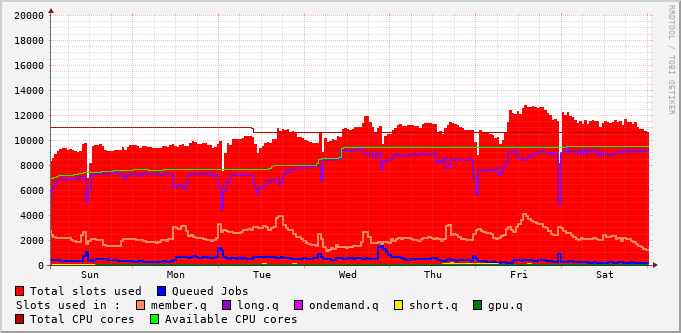 20000
18000
16000
14000
12000
10000
8000
6000
4000
2000
0
Sun Mon Tue Wed Thu Fri Sat
Total slots used Queued Jobs
Slots used in : member.q long.q ondemand.q short.q gpu.q
Total CPU cores Available CPU cores
RRDTOOL / TOBI OETIKER